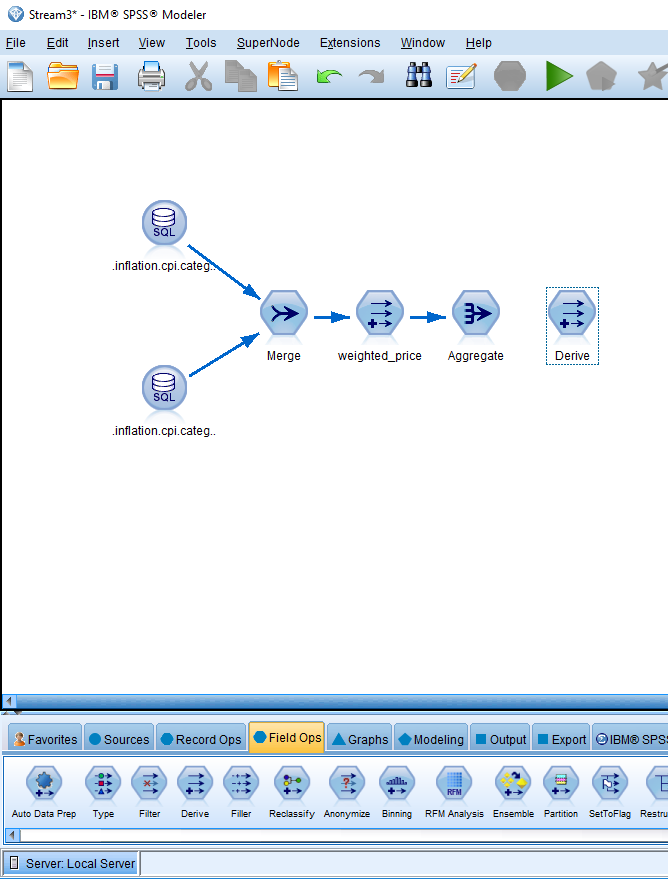 Stream3* - IBM® SPSS® Modeler
File Edit Insert View Tools SuperNode Extensions Window Help
SQL
.inflation.cpi.categ..
Merge
weighted_price
Aggregate
Derive
SQL
.inflation.cpi.categ..
Favorites Sources Record Ops Field Ops Graphs Modeling Output Export IBM® SPSS
Auto Data Prep Type Filter Derive Filler Reclassify Anonymize Binning RFM RFM Analysis Ensemble Partition SetToFlag Restru
Server: Local Server